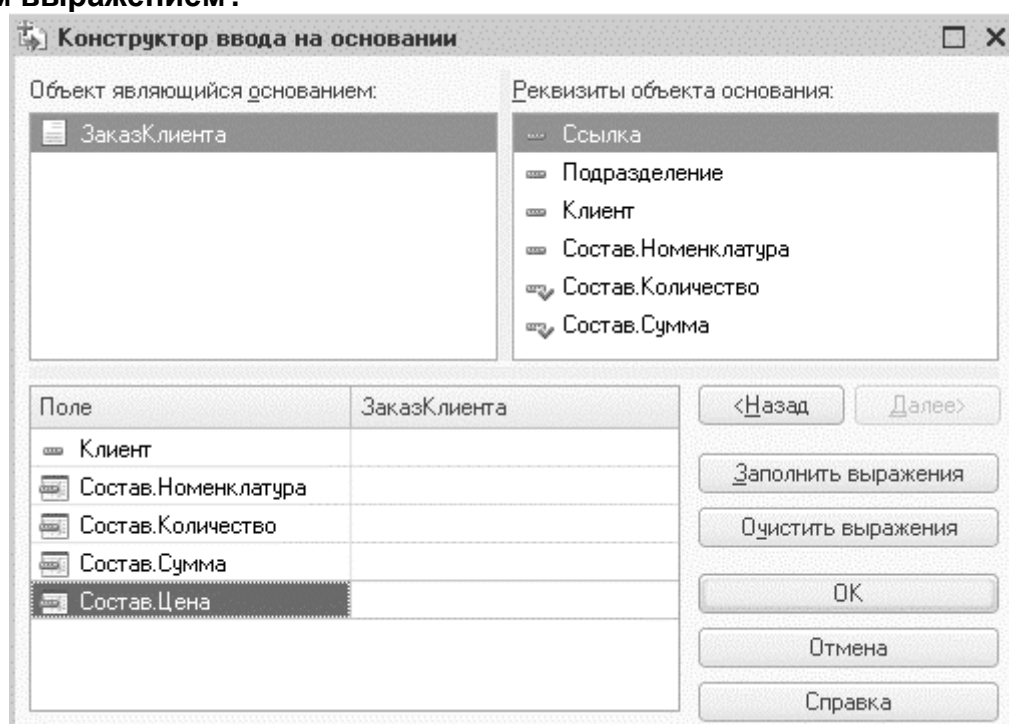 выражением?
Конструктор ввода на основании
Объект являющийся основанием:
Реквизиты объекта основания:
ЗаказКлиента
Ссылка
Подразделение
Клиент
Состав.Номенклатура
Состав.Количество
Состав.Сумма
Поле
ЗаказКлиента
Клиент
Состав.Номенклатура
Состав.Количество
Состав.Сумма
Состав.Цена
<Назад
Далее>
Заполнить выражения
Очистить выражения
ОК
Отмена
Справка